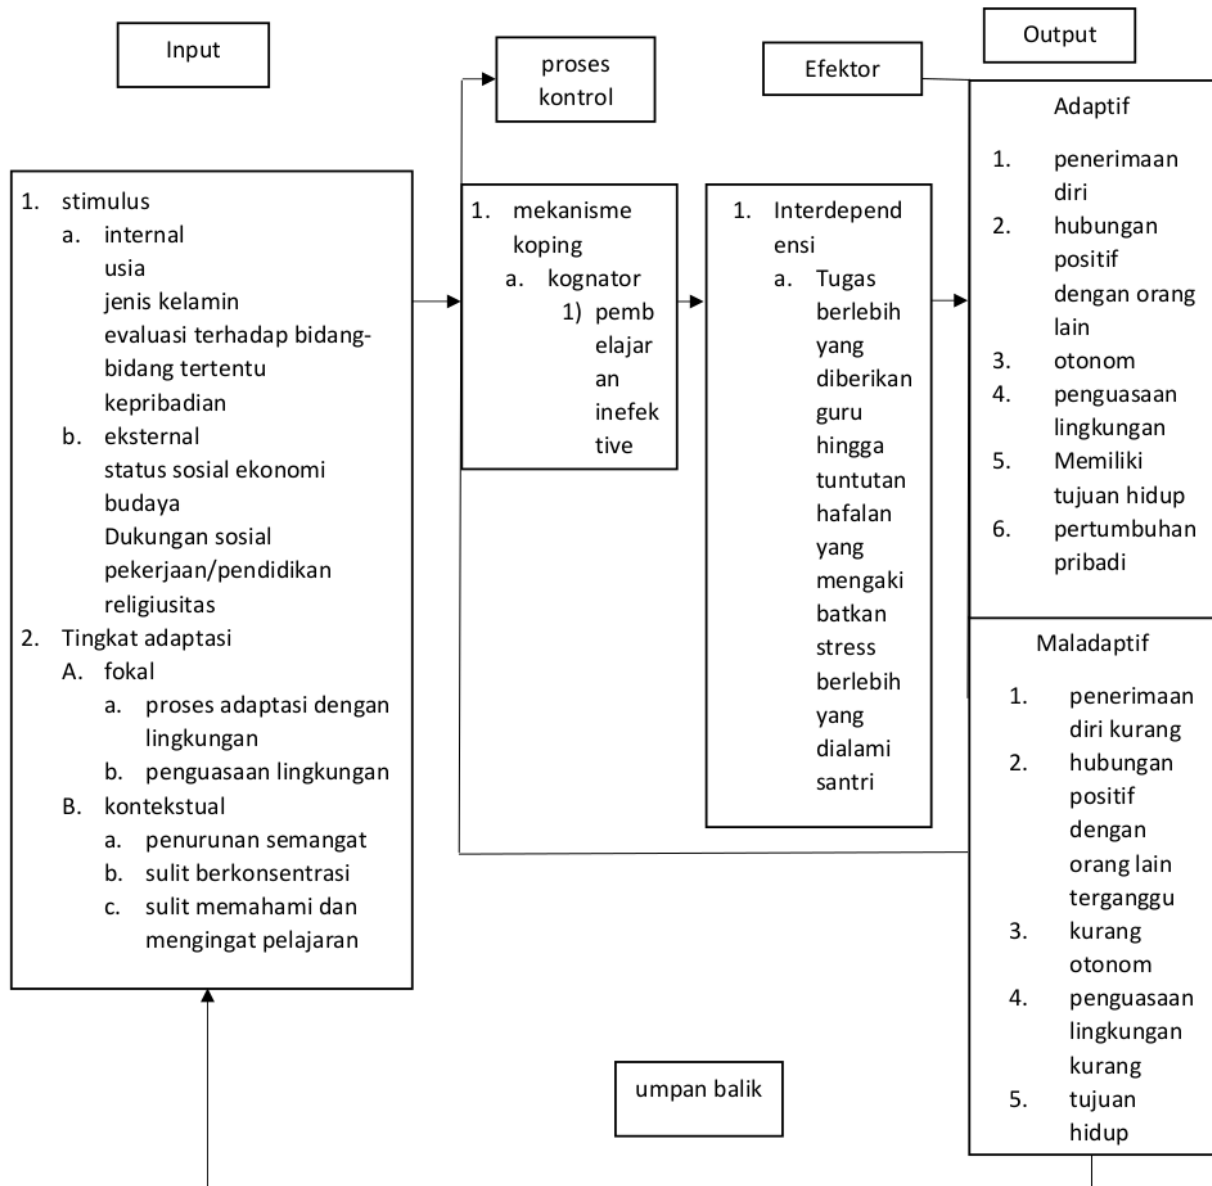 Input
proses
kontrol
Efektor
Output
1. stimulus
a. internal
usia
jenis kelamin
evaluasi terhadap bidang-
bidang tertentu
kepribadian
b. eksternal
status sosial ekonomi
budaya
Dukungan sosial
pekerjaan/pendidikan
religiusitas
2. Tingkat adaptasi
A. fokal
a. proses adaptasi dengan
lingkungan
b. penguasaan lingkungan
B. kontekstual
a. penurunan semangat
b. sulit berkonsentrasi
c. sulit memahami dan
mengingat pelajaran
1. mekanisme
koping
a. kognator
1) pemb
elajar
an
inefek
tive
1. Interdepend
ensi
a. Tugas
berlebih
yang
diberikan
guru
hingga
tuntutan
hafalan
yang
mengaki
batkan
stress
berlebih
yang
dialami
santri
Adaptif
1. penerimaan
diri
2. hubungan
positif
dengan orang
lain
3. otonom
4. penguasaan
lingkungan
5. Memiliki
tujuan hidup
6. pertumbuhan
pribadi
Maladaptif
1. penerimaan
diri kurang
2. hubungan
positif
dengan
orang lain
terganggu
3. kurang
otonom
4. penguasaan
lingkungan
kurang
5. tujuan
hidup
umpan balik